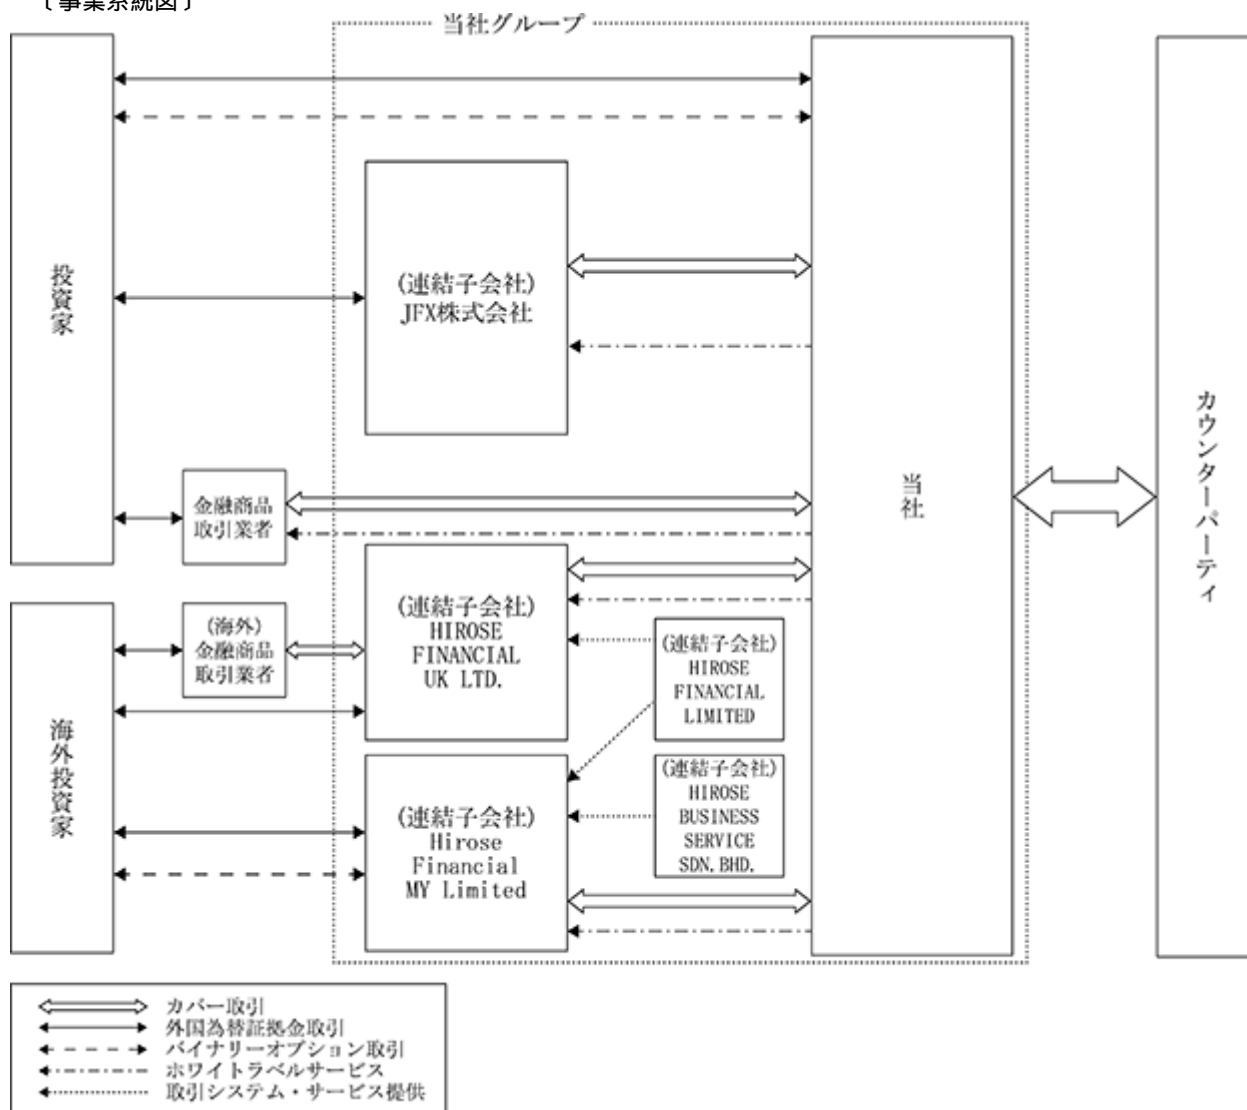 〔事業系統図〕
当社グループ
投資家
(連結子会社)
JFX株式会社
金融商品
取引業者
当社
カウンターパーティ
(海外)
金融商品
取引業者
(連結子会社)
HIROSE
FINANCIAL
UK LTD.
(連結子会社)
HIROSE
FINANCIAL
LIMITED
海外投資家
(連結子会社)
Hirose
Financial
MY Limited
(連結子会社)
HIROSE
BUSINESS
SERVICE
SDN.BHD.
カバー取引
外国為替証拠金取引
バイナリーオプション取引
ホワイトラベルサービス
取引システム・サービス提供